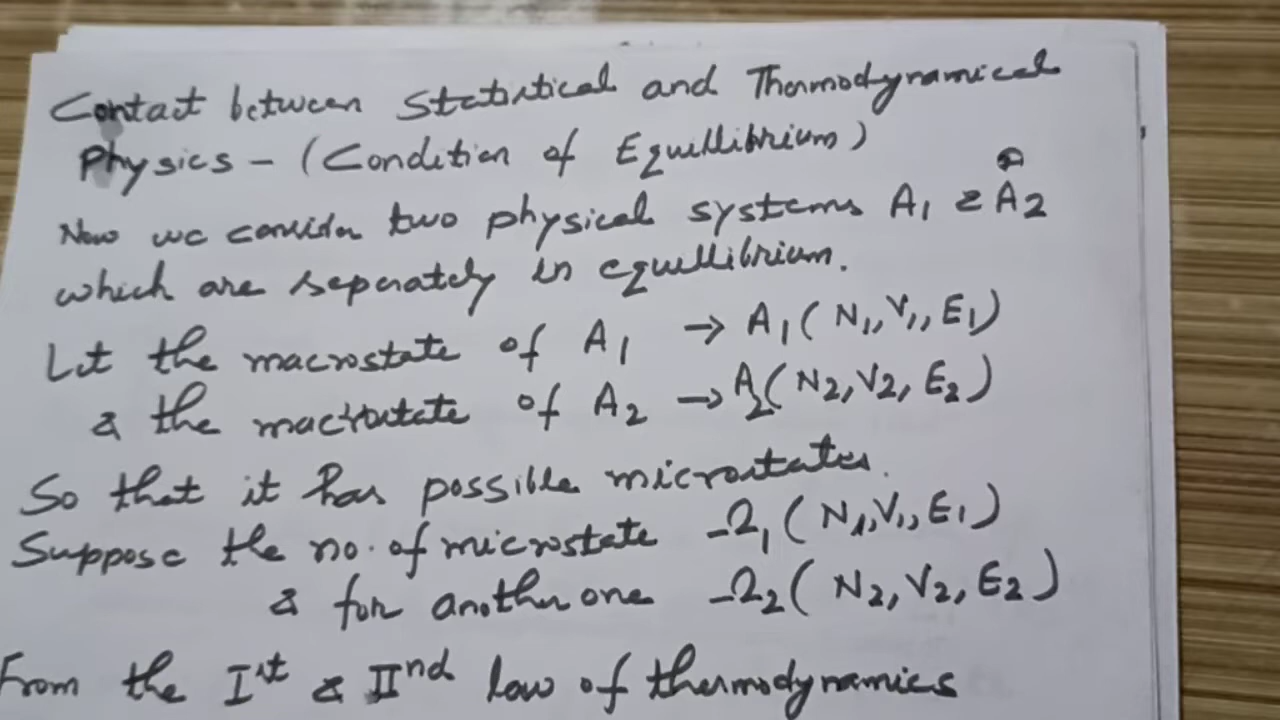 Contact between Statistical and Thermodynamical
Physics - (Condition of Equillibrium)
Now we consider two physical systems A1 & A2
which are seperately in equillibrium.
Let the macrostate of A1 → A1 (N1, V1, E1)
& the macrostate of A2 → A2 (N2, V2, E2)
So that it has possible microstates.
Suppose the no. of microstate Ω1 (N1, V1, E1)
& for another one Ω2 (N2, V2, E2)
From the Ist & IInd law of thermodynamics